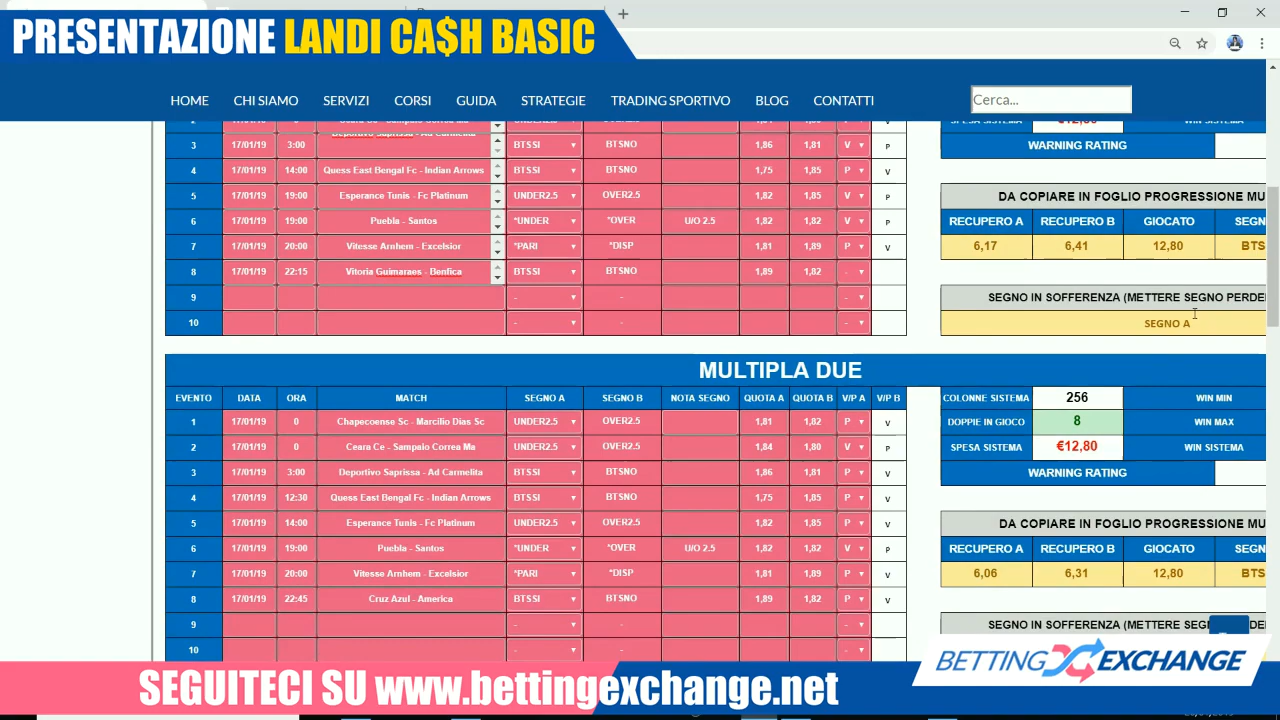 PRESENTAZIONE LANDI CA$H BASIC
HOME CHI SIAMO SERVIZI CORSI GUIDA STRATEGIE TRADING SPORTIVO BLOG CONTATTI Cerca...
3 17/01/19 3:00 Deportivo Saprissa - Ad Carmelita BTSSI BTSNO 1,86 1,81 V P WARNING RATING
4 17/01/19 14:00 Quess East Bengal Fc - Indian Arrows BTSSI BTSNO 1,75 1,85 P V
5 17/01/19 19:00 Esperance Tunis - Fc Platinum UNDER2.5 OVER2.5 1,82 1,85 V P DA COPIARE IN FOGLIO PROGRESSIONE MU
6 17/01/19 19:00 Puebla - Santos *UNDER *OVER U/O 2.5 1,82 1,82 V P RECUPERO A RECUPERO B GIOCATO SEGN
7 17/01/19 20:00 Vitesse Arnhem - Excelsior *PARI *DISP 1,81 1,89 P V 6,17 6,41 12,80 BTS
8 17/01/19 22:15 Vitoria Guimaraes - Benfica BTSSI BTSNO 1,89 1,82 -
9 - - - SEGNO IN SOFFERENZA (METTERE SEGNO PERDE
10 - - - SEGNO A
MULTIPLA DUE
EVENTO DATA ORA MATCH SEGNO A SEGNO B NOTA SEGNO QUOTA A QUOTA B V/P A V/P B COLONNE SISTEMA 256 WIN MIN
1 17/01/19 0 Chapecoense Sc - Marcilio Dias Sc UNDER2.5 OVER2.5 1,81 1,82 P V DOPPIE IN GIOCO 8 WIN MAX
2 17/01/19 0 Ceara Ce - Sampaio Correa Ma UNDER2.5 OVER2.5 1,84 1,80 V P SPESA SISTEMA €12,80 WIN SISTEMA
3 17/01/19 3:00 Deportivo Saprissa - Ad Carmelita BTSSI BTSNO 1,86 1,81 V P WARNING RATING
4 17/01/19 12:30 Quess East Bengal Fc - Indian Arrows BTSSI BTSNO 1,75 1,85 P V
5 17/01/19 14:00 Esperance Tunis - Fc Platinum UNDER2.5 OVER2.5 1,82 1,85 P V DA COPIARE IN FOGLIO PROGRESSIONE MU
6 17/01/19 19:00 Puebla - Santos *UNDER *OVER U/O 2.5 1,82 1,82 V P RECUPERO A RECUPERO B GIOCATO SEGN
7 17/01/19 20:00 Vitesse Arnhem - Excelsior *PARI *DISP 1,81 1,89 P V 6,06 6,31 12,80 BTS
8 17/01/19 22:45 Cruz Azul - America BTSSI BTSNO 1,89 1,82 P V
9 - - - SEGNO IN SOFFERENZA (METTERE
10 - - -
BETTING EXCHANGE
SEGUITECI SU www.bettingexchange.net